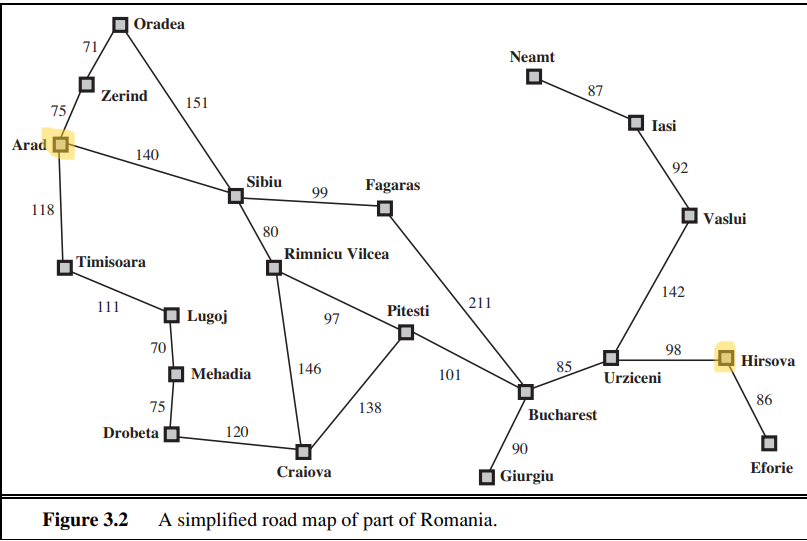 Oradea
71
Neamt
Zerind
87
151
75
Iasi
Arad
140
92
Sibiu
Fagaras
99
118
Vaslui
80
Timisoara
Rimnicu Vilcea
142
111
211
Lugoj
97
Pitesti
70
98
Hirsova
146
101
85
Mehadia
Urziceni
86
75
138
Bucharest
Drobeta
120
90
Craiova
Giurgiu
Eforie
Figure 3.2 A simplified road map of part of Romania.